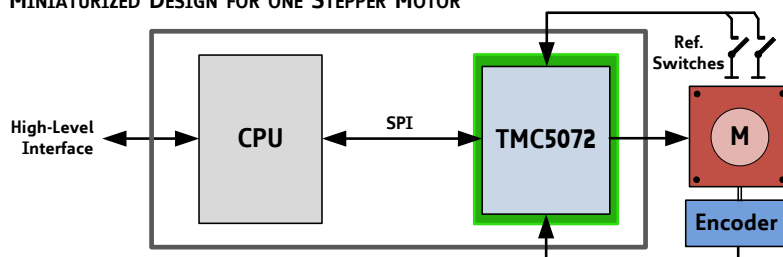 MINIATURIZED DESIGN FOR ONE STEPPER MOTOR
Ref.
Switches
High-Level
Interface
CPU
SPI
TMC5072
M
Encoder